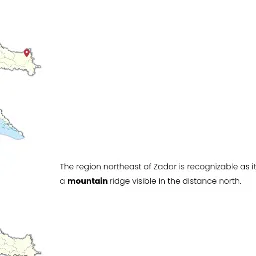 The region northeast of Zadar is recognizable as it
a mountain ridge visible in the distance north.